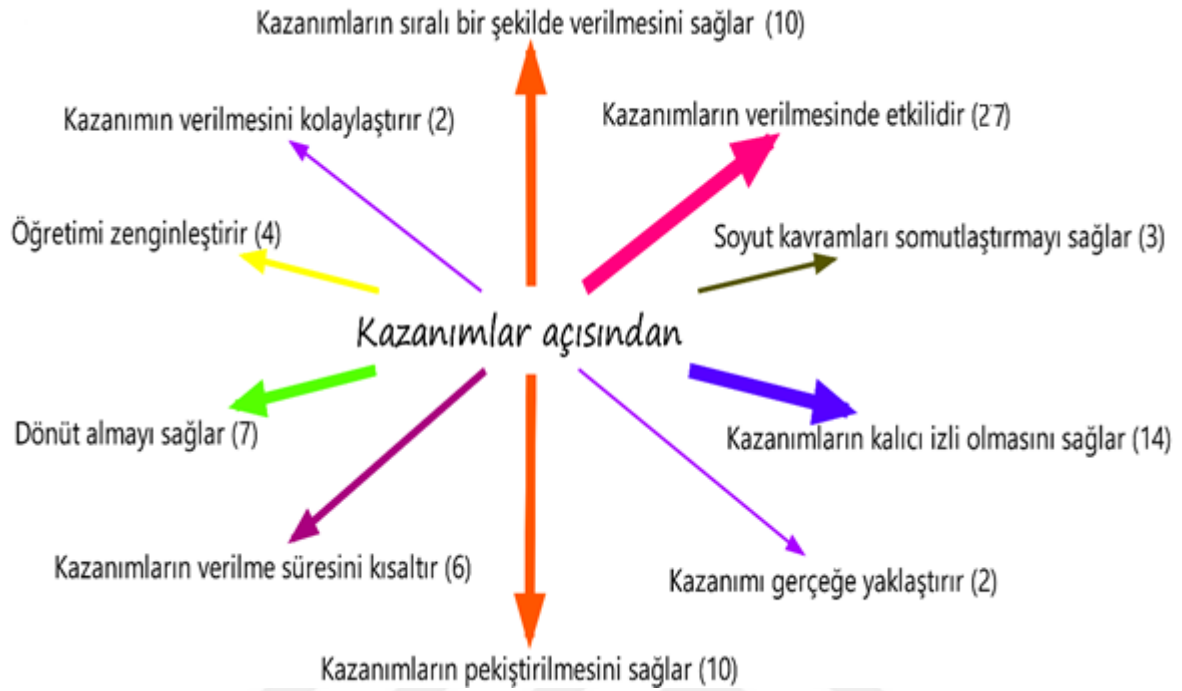 Kazanımların sıralı bir şekilde verilmesini sağlar (10)
Kazanımın verilmesini kolaylaştırır (2)
Kazanımların verilmesinde etkilidir (27)
Öğretimi zenginleştirir (4)
Soyut kavramları somutlaştırmayı sağlar (3)
Kazanımlar açısından
Dönüt almayı sağlar (7)
Kazanımların kalıcı izli olmasını sağlar (14)
Kazanımların verilme süresini kısaltır (6)
Kazanımı gerçeğe yaklaştırır (2)
Kazanımların pekiştirilmesini sağlar (10)